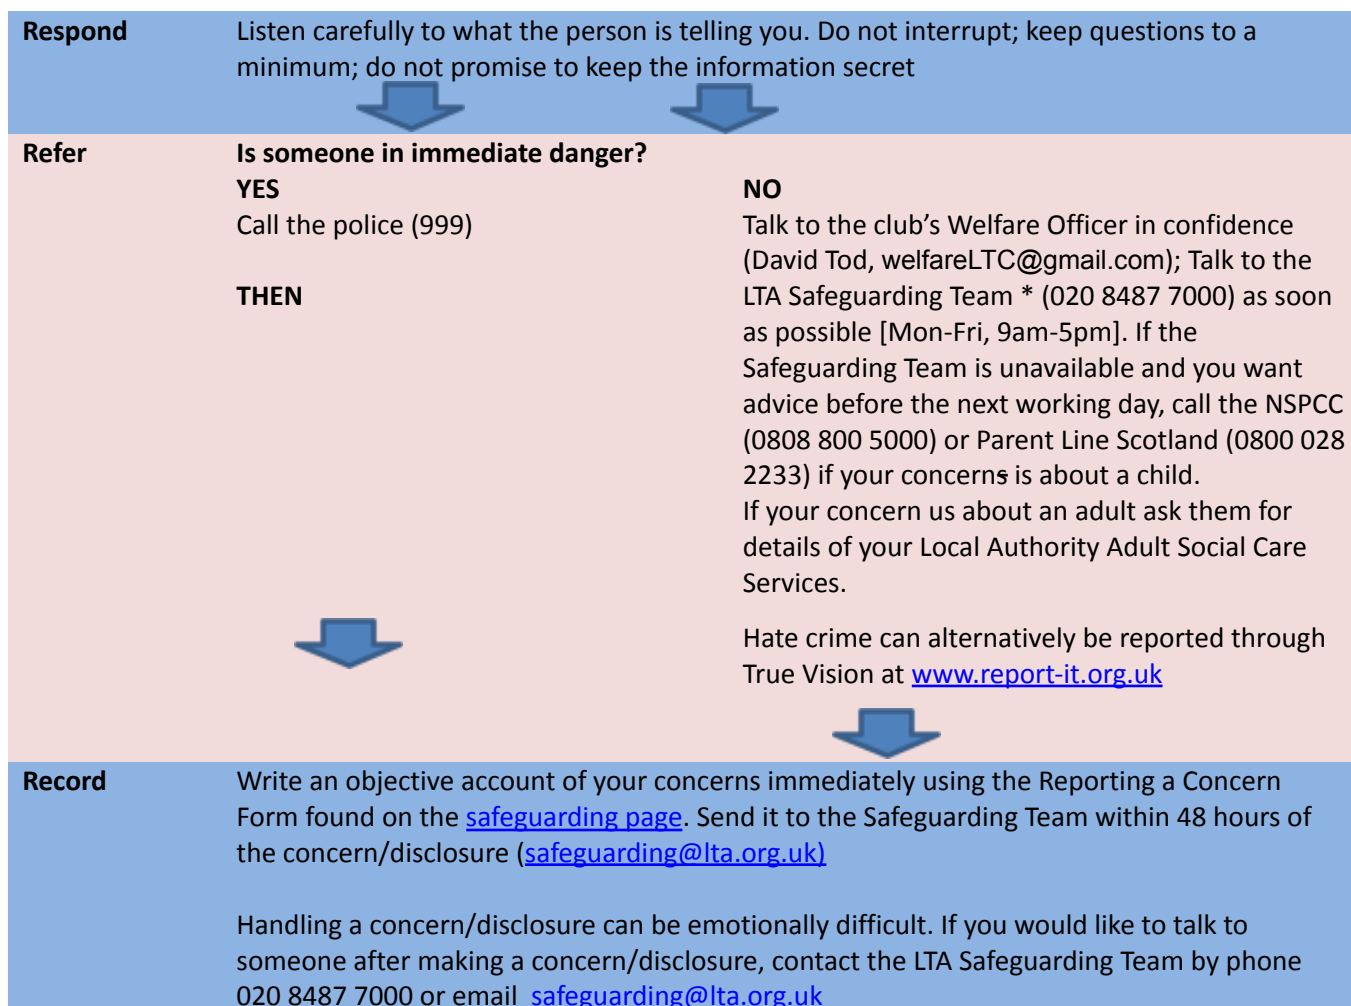 Respond
Listen carefully to what the person is telling you. Do not interrupt; keep questions to a
minimum; do not promise to keep the information secret
Refer
Is someone in immediate danger?
YES
Call the police (999)
THEN
NO
Talk to the club’s Welfare Officer in confidence
(David Tod, welfareLTC@gmail.com); Talk to the
LTA Safeguarding Team * (020 8487 7000) as soon
as possible [Mon-Fri, 9am-5pm]. If the
Safeguarding Team is unavailable and you want
advice before the next working day, call the NSPCC
(0808 800 5000) or Parent Line Scotland (0800 028
2233) if your concerns is about a child.
If your concern us about an adult ask them for
details of your Local Authority Adult Social Care
Services.
Hate crime can alternatively be reported through
True Vision at www.report-it.org.uk
Record
Write an objective account of your concerns immediately using the Reporting a Concern
Form found on the safeguarding page. Send it to the Safeguarding Team within 48 hours of
the concern/disclosure (safeguarding@lta.org.uk)
Handling a concern/disclosure can be emotionally difficult. If you would like to talk to
someone after making a concern/disclosure, contact the LTA Safeguarding Team by phone
020 8487 7000 or email safeguarding@lta.org.uk